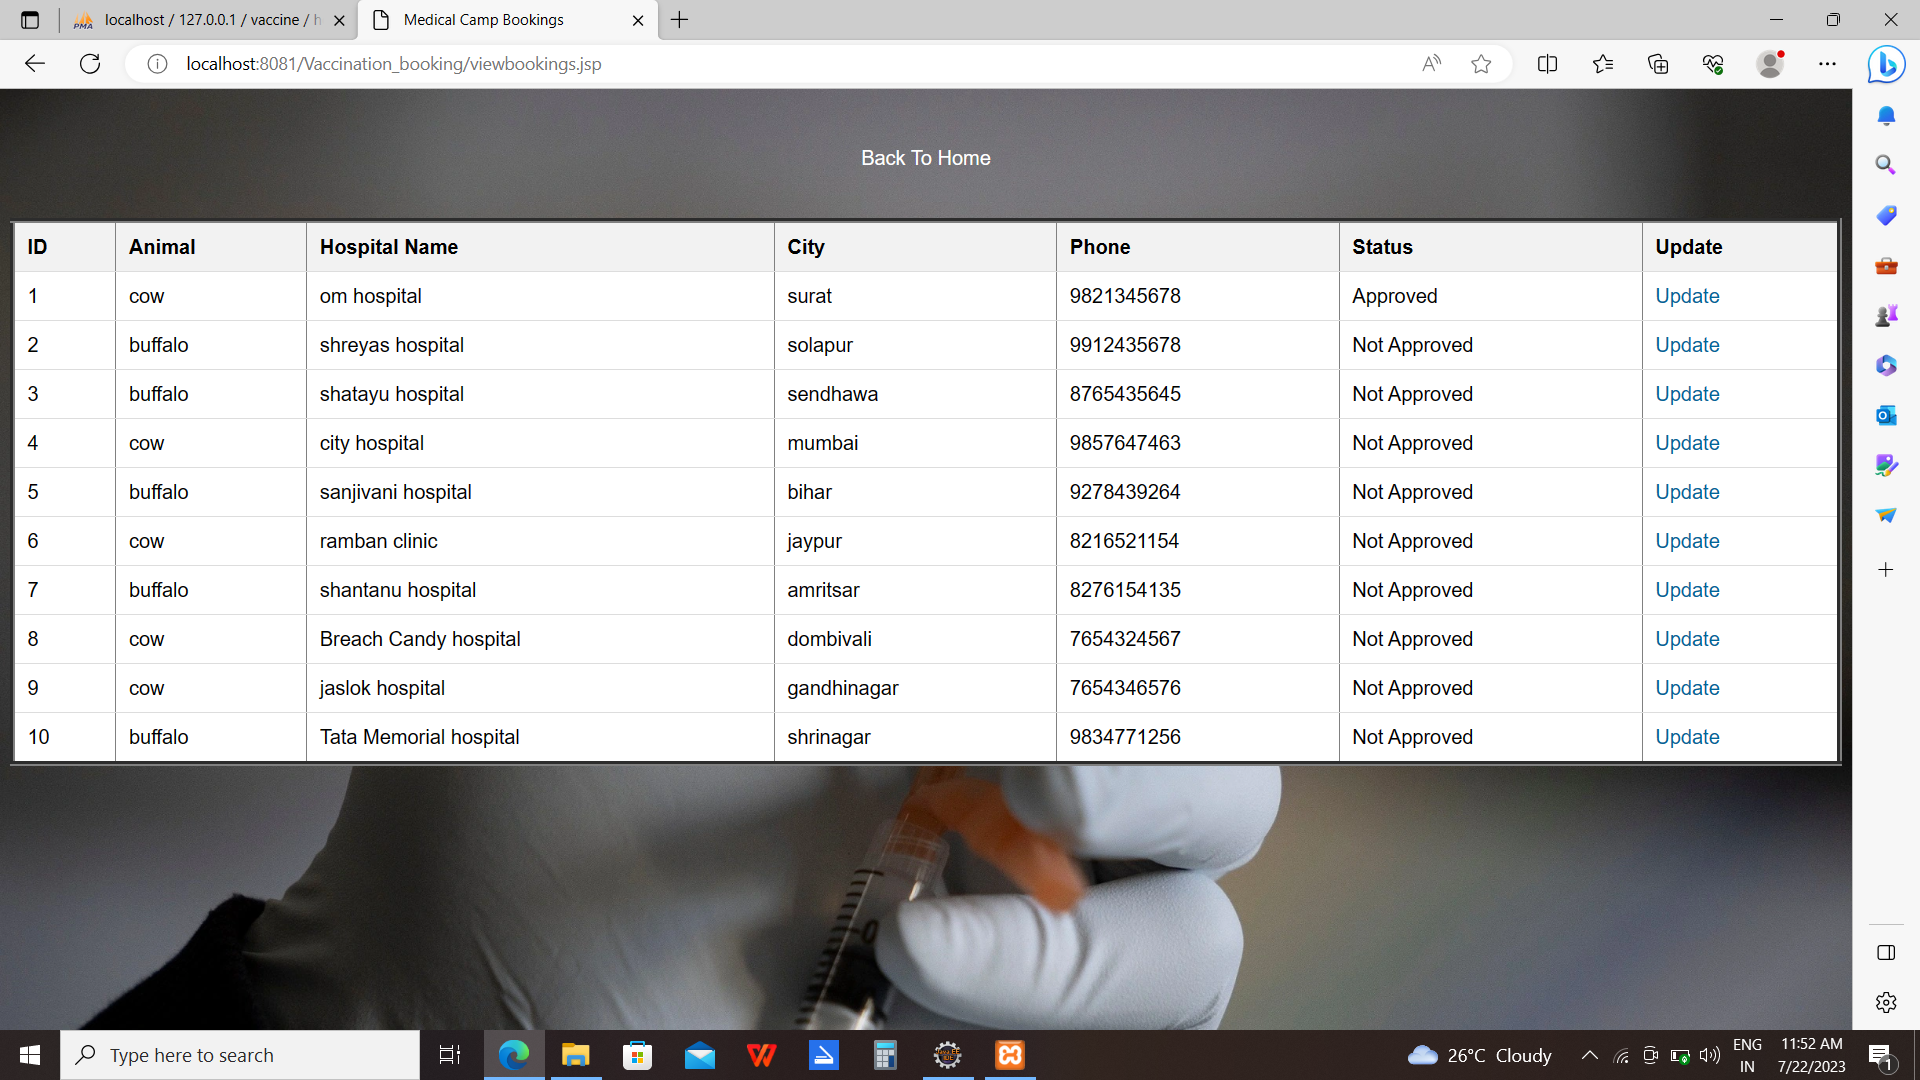 localhost / 127.0.0.1 / vaccine / h
Medical Camp Bookings
localhost:8081/Vaccination_booking/viewbookings.jsp
Back To Home
ID Animal Hospital Name City Phone Status Update
1 cow om hospital surat 9821345678 Approved Update
2 buffalo shreyas hospital solapur 9912435678 Not Approved Update
3 buffalo shatayu hospital sendhawa 8765435645 Not Approved Update
4 cow city hospital mumbai 9857647463 Not Approved Update
5 buffalo sanjivani hospital bihar 9278439264 Not Approved Update
6 cow ramban clinic jaypur 8216521154 Not Approved Update
7 buffalo shantanu hospital amritsar 8276154135 Not Approved Update
8 cow Breach Candy hospital dombivali 7654324567 Not Approved Update
9 cow jaslok hospital gandhinagar 7654346576 Not Approved Update
10 buffalo Tata Memorial hospital shrinagar 9834771256 Not Approved Update
Type here to search
26°C Cloudy
ENG
IN
11:52 AM
7/22/2023
1